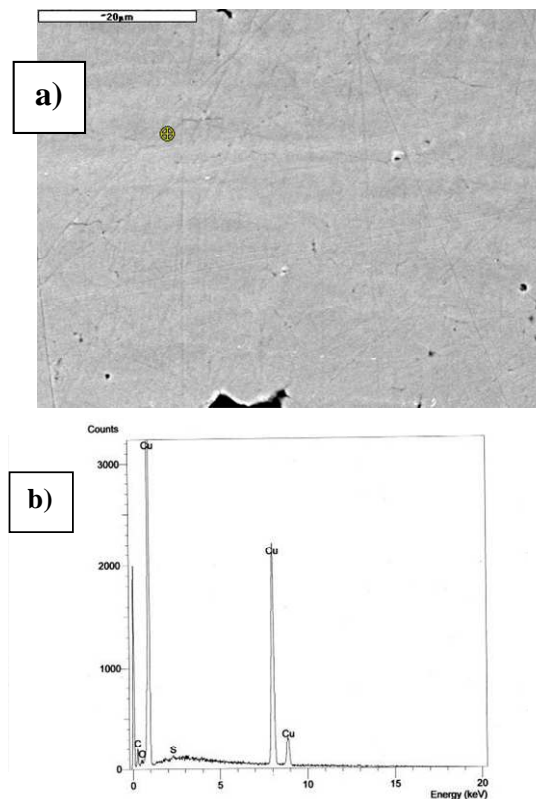 ~20µm
a)
b)
Counts
3000
2000
1000
0
Cu
Cu
Cu
C
O
S
0
5
10
15
20
Energy (keV)